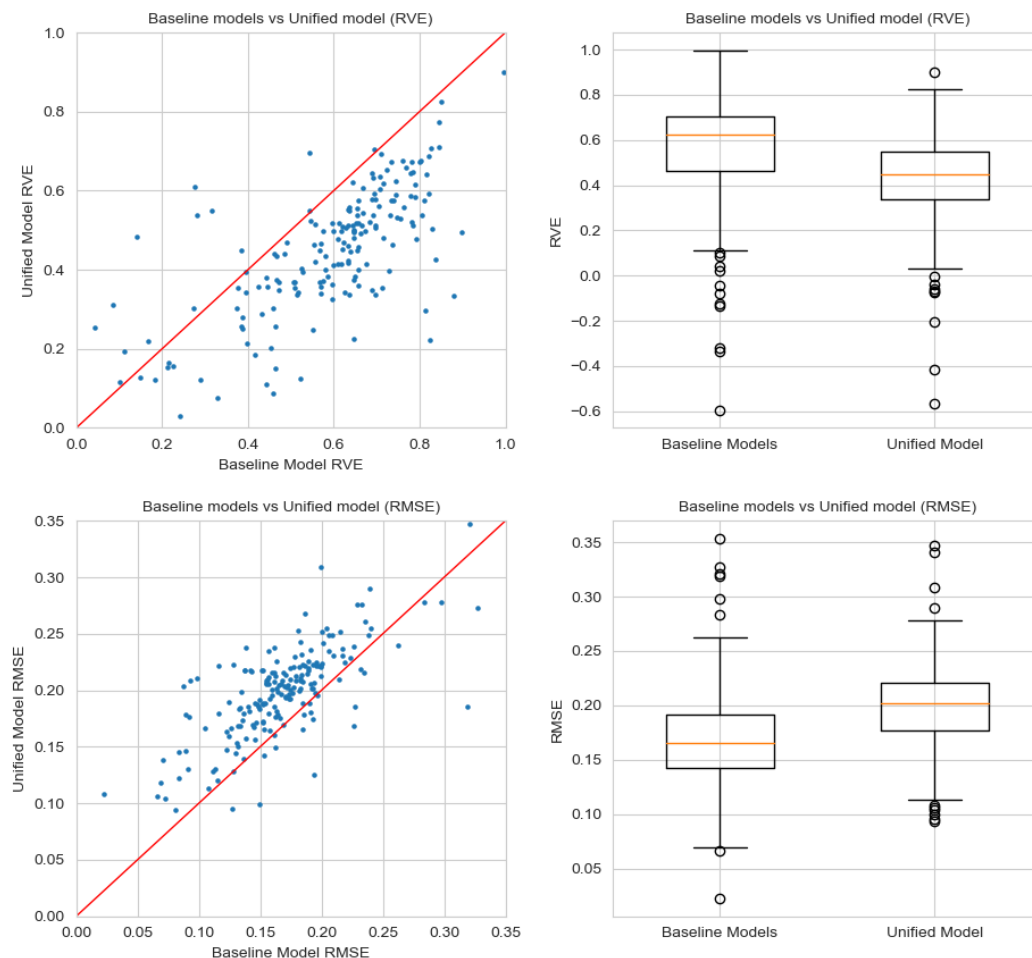 Baseline models vs Unified model (RVE)
1.0
0.8
0.6
0.4
0.2
0.0
Unified Model RVE
0.0 0.2 0.4 0.6 0.8 1.0
Baseline Model RVE
Baseline models vs Unified model (RVE)
1.0
0.8
0.6
0.4
0.2
0.0
−0.2
−0.4
−0.6
RVE
Baseline Models Unified Model
Baseline models vs Unified model (RMSE)
0.35
0.30
0.25
0.20
0.15
0.10
0.05
0.00
Unified Model RMSE
0.00 0.05 0.10 0.15 0.20 0.25 0.30 0.35
Baseline Model RMSE
Baseline models vs Unified model (RMSE)
0.35
0.30
0.25
0.20
0.15
0.10
0.05
RMSE
Baseline Models Unified Model